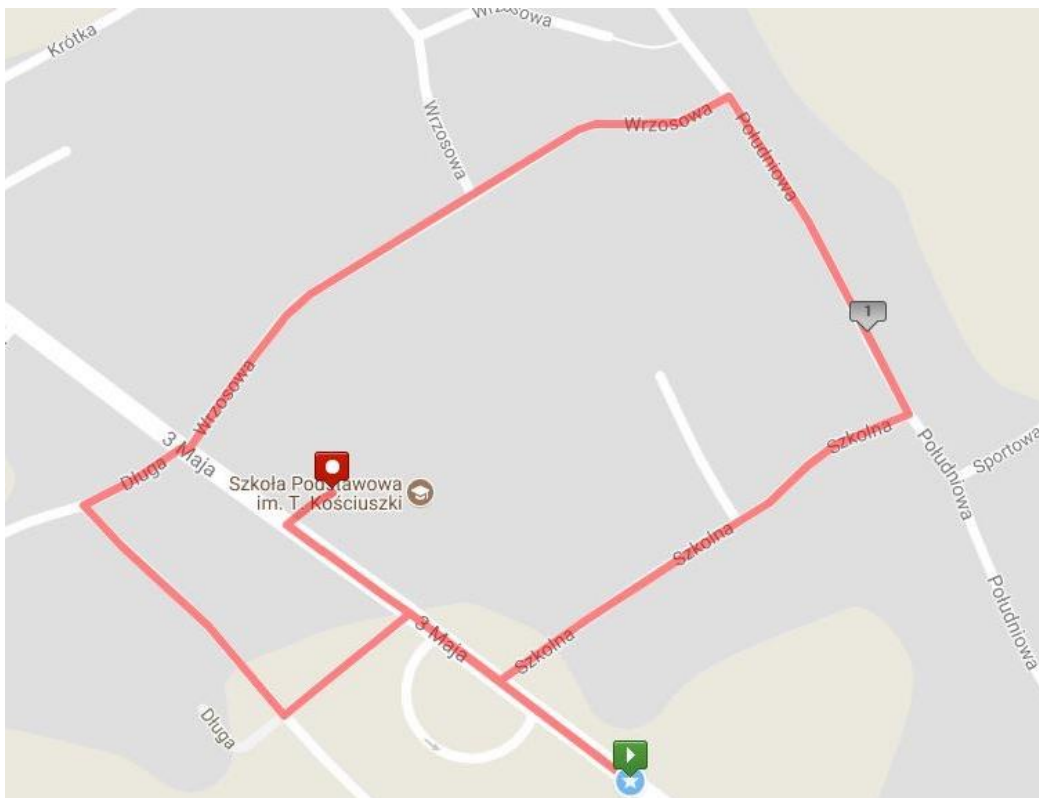 Wrzosowa
Krótka
Wrzosowa
Wrzosowa
Południowa
1
Wrzosowa
3 Maja
Długa
Szkoła Podstawowa
im. T. Kościuszki
Szkolna
Południowa
Sportowa
Szkolna
Południowa
Szkolna
3 Maja
Długa